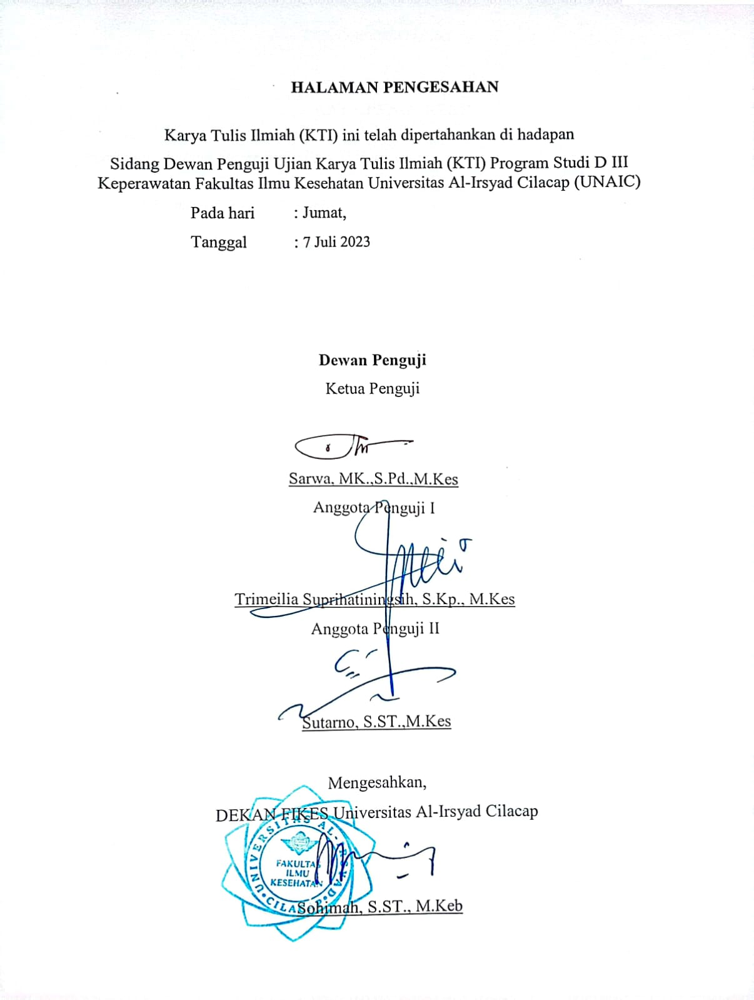 HALAMAN PENGESAHAN
Karya Tulis Ilmiah (KTI) ini telah dipertahankan di hadapan
Sidang Dewan Penguji Ujian Karya Tulis Ilmiah (KTI) Program Studi D III
Keperawatan Fakultas Ilmu Kesehatan Universitas Al-Irsyad Cilacap (UNAIC)
Pada hari : Jumat,
Tanggal : 7 Juli 2023
Dewan Penguji
Ketua Penguji
Sarwa, MK.,S.Pd.,M.Kes
Anggota Penguji I
Trimeilia Suprihatiningsih, S.Kp., M.Kes
Anggota Penguji II
Sutarno, S.ST.,M.Kes
Mengesahkan,
DEKAN FIKES Universitas Al-Irsyad Cilacap
UNIVERSITAS AL-IRSYAD
FAKULTAS
ILMU
KESEHATAN
Sohimah, S.ST., M.Keb